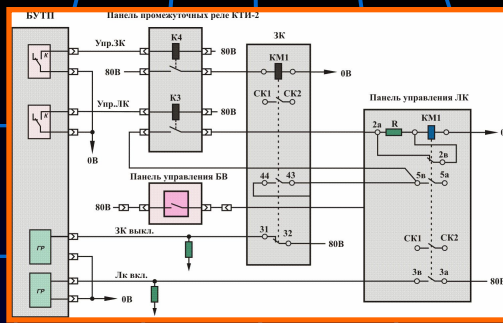 БУТП
Панель промежуточных реле КТИ-2
ЗК
Упр.ЗК
К4
80В
80В
КМ1
0В
К
СК1
СК2
Панель управления ЛК
Упр.ЛК
К3
80В
К
2а
R
КМ1
0
2в
0В
Панель управления БВ
44
43
5в
5а
80В
ЗК выкл.
31
32
80В
ГР
СК1
СК2
Лк вкл.
ГР
0В
3в
3а
80В